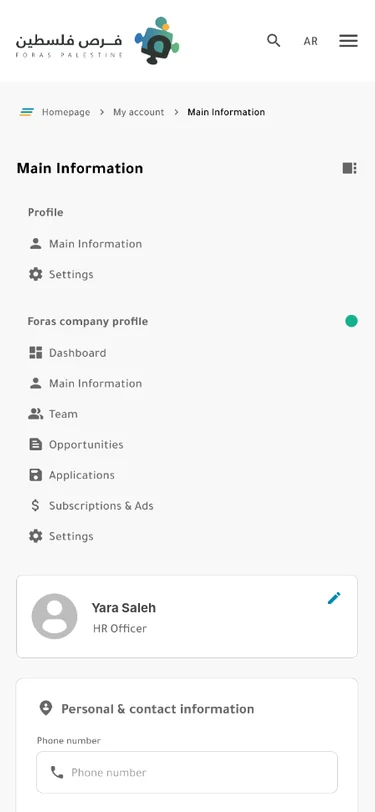 فـــرص فلسطين
FORAS PALESTINE
AR
Homepage > My account > Main Information
Main Information
Profile
Main Information
Settings
Foras company profile
Dashboard
Main Information
Team
Opportunities
Applications
Subscriptions & Ads
Settings
Yara Saleh
HR Officer
Personal & contact information
Phone number
Phone number